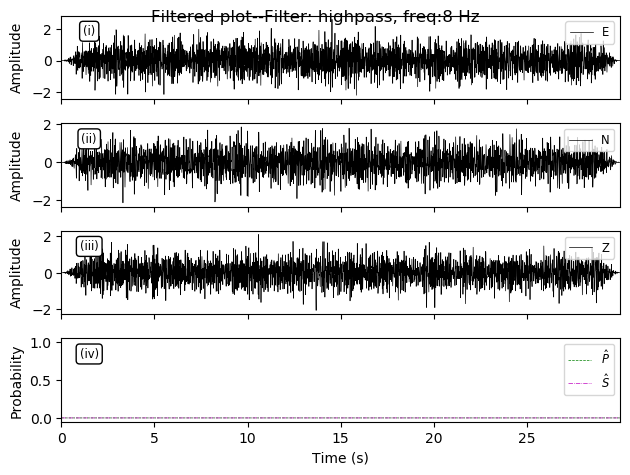 Filtered plot--Filter: highpass, freq:8 Hz
Amplitude
2
0
−2
(i)
E
Amplitude
2
0
−2
(ii)
N
Amplitude
2
0
−2
(iii)
Z
Probability
1.0
0.5
0.0
(iv)
P̂
Ŝ
0 5 10 15 20 25
Time (s)